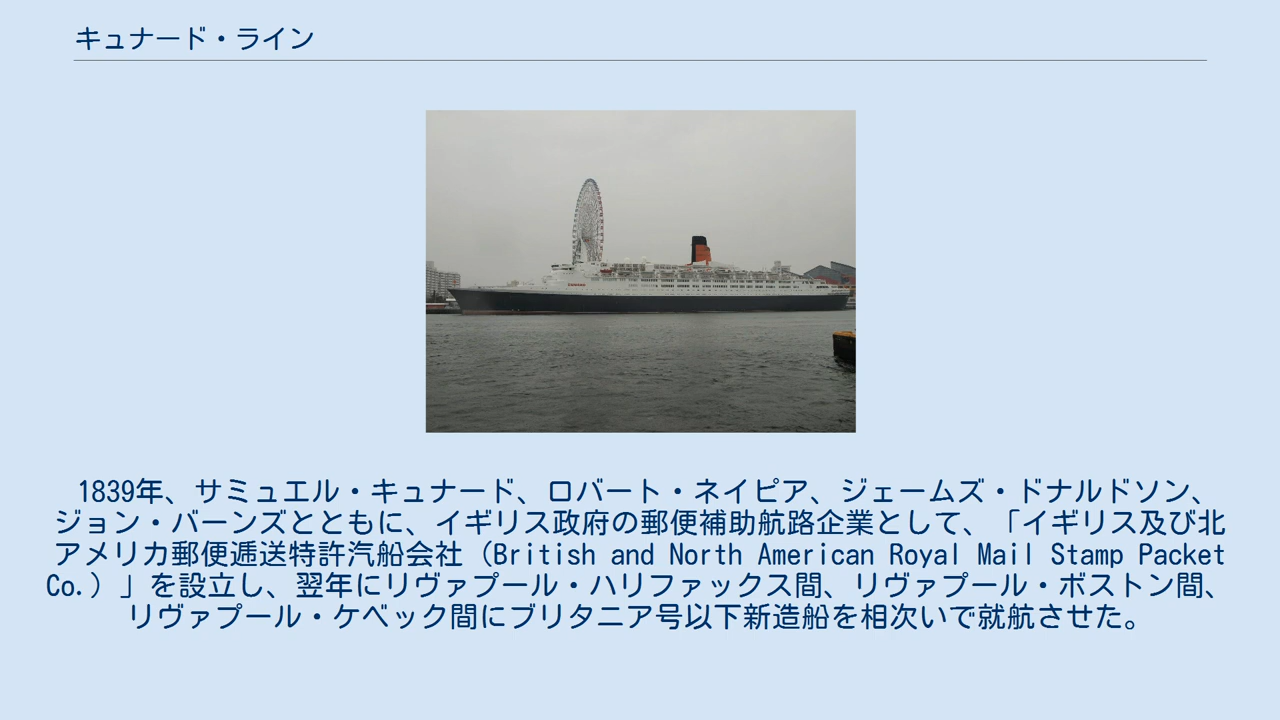 キュナード・ライン
1839年、サミュエル・キュナード、ロバート・ネイピア、ジェームズ・ドナルドソン、
ジョン・バーンズとともに、イギリス政府の郵便補助航路企業として、「イギリス及び北
アメリカ郵便逓送特許汽船会社（British and North American Royal Mail Stamp Packet
Co.）」を設立し、翌年にリヴァプール・ハリファックス間、リヴァプール・ボストン間、
リヴァプール・ケベック間にブリタニア号以下新造船を相次いで就航させた。